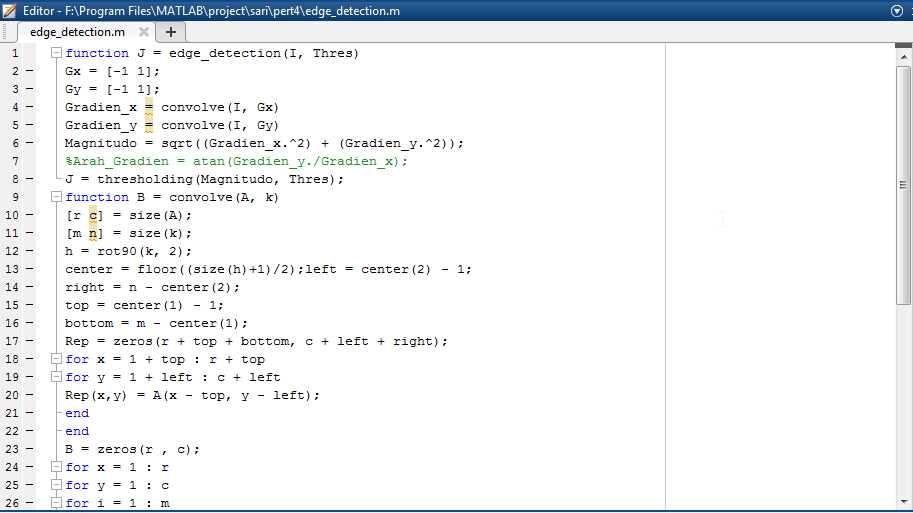 Editor - F:\Program Files\MATLAB\project\sari\pert4\edge_detection.m
edge_detection.m
1 function J = edge_detection(I, Thres)
2 Gx = [-1 1];
3 Gy = [-1 1];
4 Gradien_x = convolve(I, Gx)
5 Gradien_y = convolve(I, Gy)
6 Magnitudo = sqrt((Gradien_x.^2) + (Gradien_y.^2));
7 %Arah_Gradien = atan(Gradien_y./Gradien_x);
8 J = thresholding(Magnitudo, Thres);
9 function B = convolve(A, k)
10 [r c] = size(A);
11 [m n] = size(k);
12 h = rot90(k, 2);
13 center = floor((size(h)+1)/2);left = center(2) - 1;
14 right = n - center(2);
15 top = center(1) - 1;
16 bottom = m - center(1);
17 Rep = zeros(r + top + bottom, c + left + right);
18 for x = 1 + top : r + top
19 for y = 1 + left : c + left
20 Rep(x,y) = A(x - top, y - left);
21 end
22 end
23 B = zeros(r , c);
24 for x = 1 : r
25 for y = 1 : c
26 for i = 1 : m